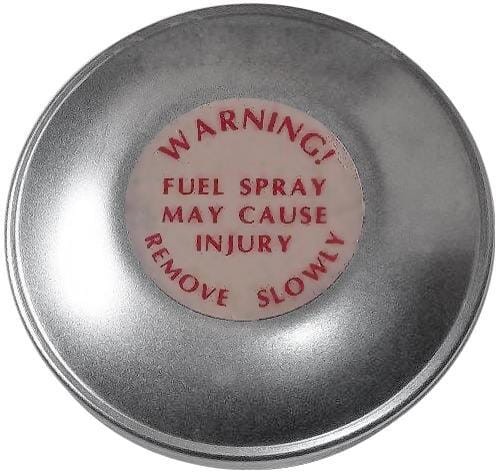 WARNING!
FUEL SPRAY
MAY CAUSE
INJURY
REMOVE SLOWLY